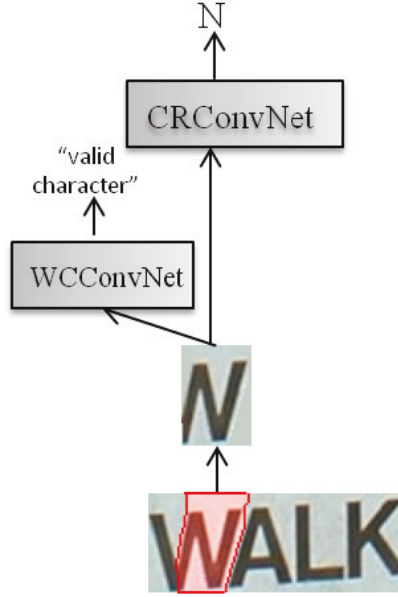 N
CRConvNet
“valid
character”
WCConvNet
W
WALK